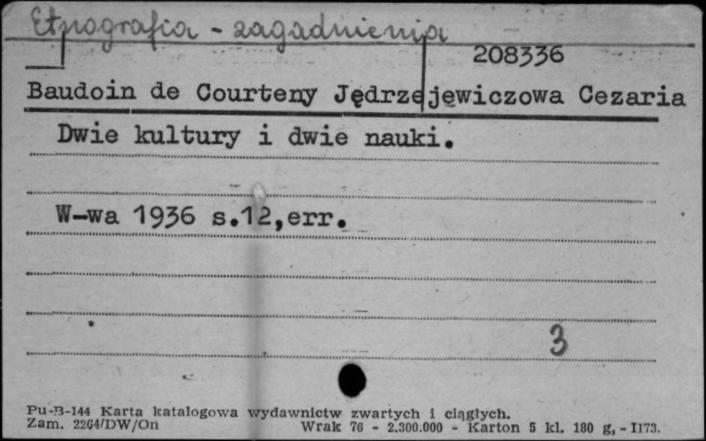 Etnografia - zagadnienia
208336
Baudoin de Courteny Jędrzejewiczowa Cezaria
Dwie kultury i dwie nauki.
W-wa 1936 s.12,err.
3
Pu-B-144 Karta katalogowa wydawnictw zwartych i ciągłych.
Zam. 2264/DW/On Wrak 76 - 2.300.000 - Karton 5 kl. 180 g, - II73.